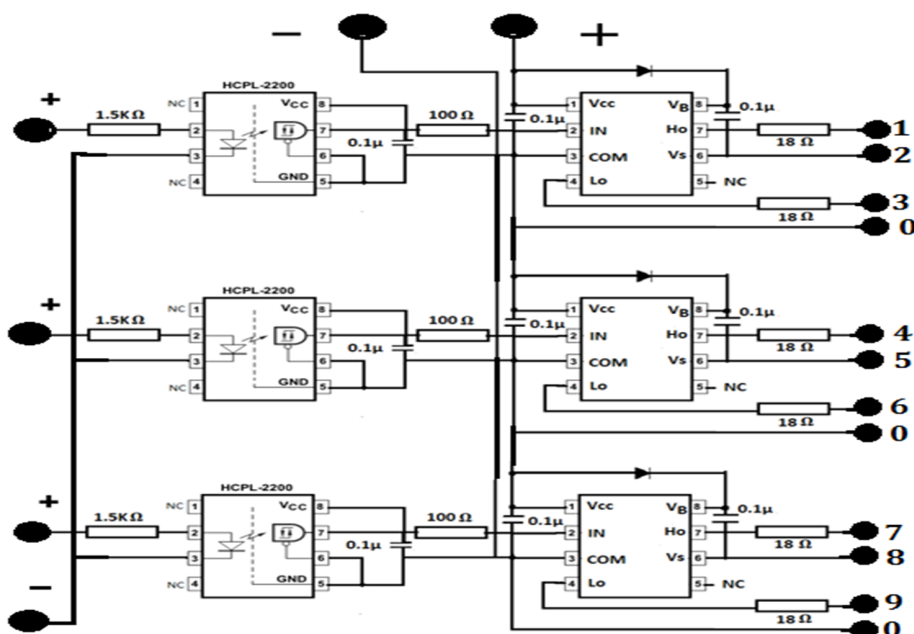 − +
HCPL-2200
+ 1.5KΩ NC 1 VCC 8 100 Ω 0.1µ 1 Vcc VB 8 0.1µ
2 7 0.1µ 2 IN Ho 7 18 Ω 1
3 6 3 COM Vs 6 2
NC 4 GND 5 4 Lo 5 NC
18 Ω 3
0
HCPL-2200
+ 1.5KΩ NC 1 VCC 8 100 Ω 0.1µ 1 Vcc VB 8 0.1µ
2 7 0.1µ 2 IN Ho 7 18 Ω 4
3 6 3 COM Vs 6 5
NC 4 GND 5 4 Lo 5 NC
18 Ω 6
0
HCPL-2200
+ 1.5KΩ NC 1 VCC 8 100 Ω 0.1µ 1 Vcc VB 8 0.1µ
2 7 0.1µ 2 IN Ho 7 18 Ω 7
3 6 3 COM Vs 6 8
− NC 4 GND 5 4 Lo 5 NC
18 Ω 9
0